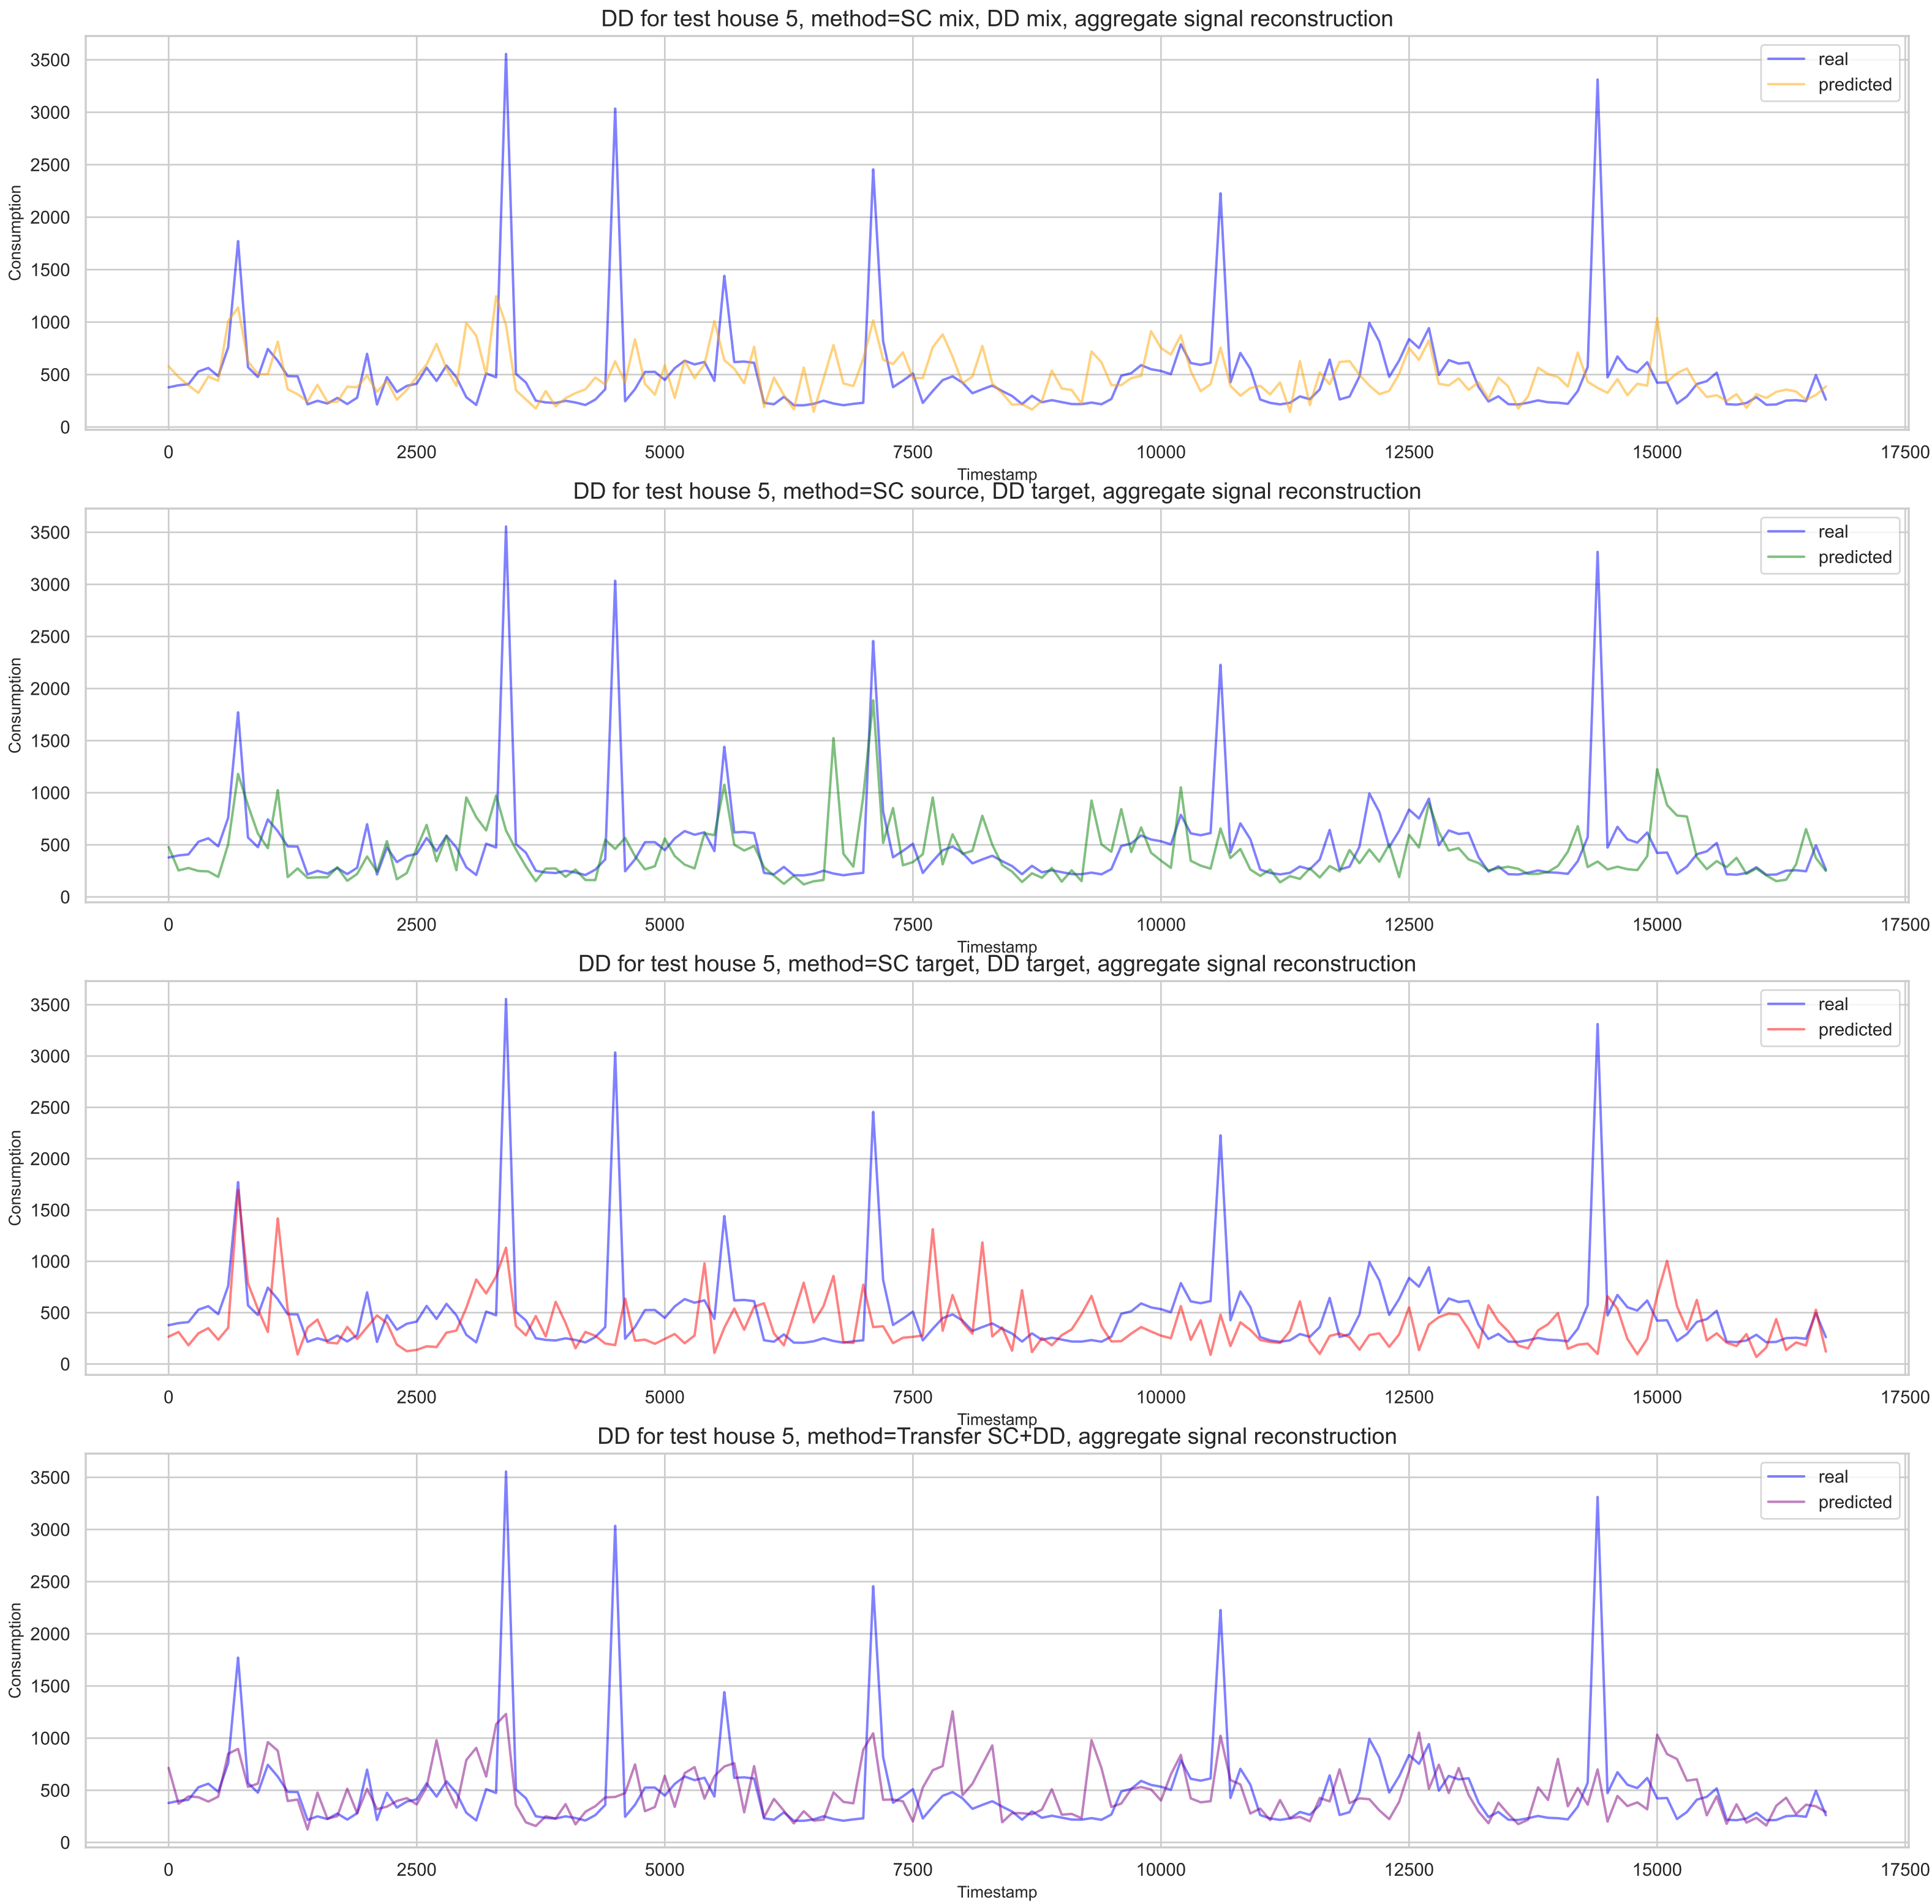 DD for test house 5, method=SC mix, DD mix, aggregate signal reconstruction
3500
3000
2500
2000
1500
1000
500
0
Consumption
real
predicted
0 2500 5000 7500 10000 12500 15000 17500
Timestamp
DD for test house 5, method=SC source, DD target, aggregate signal reconstruction
3500
3000
2500
2000
1500
1000
500
0
Consumption
real
predicted
0 2500 5000 7500 10000 12500 15000 17500
Timestamp
DD for test house 5, method=SC target, DD target, aggregate signal reconstruction
3500
3000
2500
2000
1500
1000
500
0
Consumption
real
predicted
0 2500 5000 7500 10000 12500 15000 17500
Timestamp
DD for test house 5, method=Transfer SC+DD, aggregate signal reconstruction
3500
3000
2500
2000
1500
1000
500
0
Consumption
real
predicted
0 2500 5000 7500 10000 12500 15000 17500
Timestamp